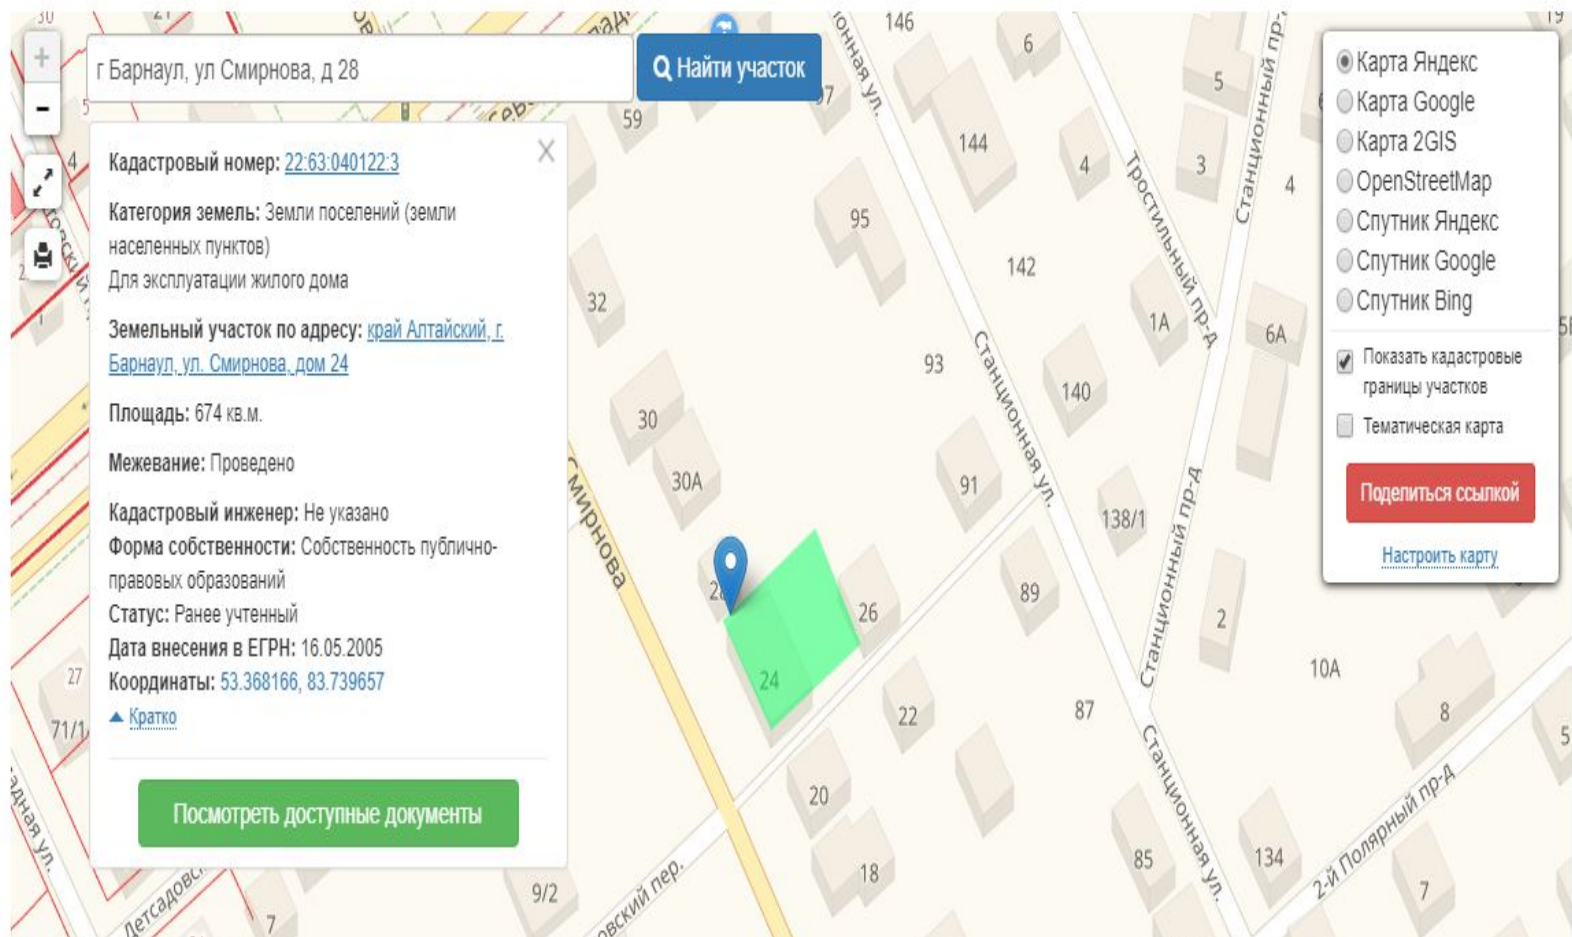 г Барнаул, ул Смирнова, д 28
Найти участок
Кадастровый номер: 22:63:040122:3
Категория земель: Земли поселений (земли
населенных пунктов)
Для эксплуатации жилого дома
Земельный участок по адресу: край Алтайский, г.
Барнаул, ул. Смирнова, дом 24
Площадь: 674 кв.м.
Межевание: Проведено
Кадастровый инженер: Не указано
Форма собственности: Собственность публично-
правовых образований
Статус: Ранее учтенный
Дата внесения в ЕГРН: 16.05.2005
Координаты: 53.368166, 83.739657
Кратко
Посмотреть доступные документы
Карта Яндекс
Карта Google
Карта 2GIS
OpenStreetMap
Спутник Яндекс
Спутник Google
Спутник Bing
Показать кадастровые
границы участков
Тематическая карта
Поделиться ссылкой
Настроить карту
146
6
5
59
144
4
3
4
95
142
32
1А
6А
93
140
30
30А
91
138/1
89
26
2
24
10А
27
22
87
8
71/1
5
20
85
134
18
7
9/2
7
4
Смирнова
Станционная ул.
Станционная ул.
Тростильный пр-д
Станционный пр-д
Станционный пр-д
2-й Полярный пр-д